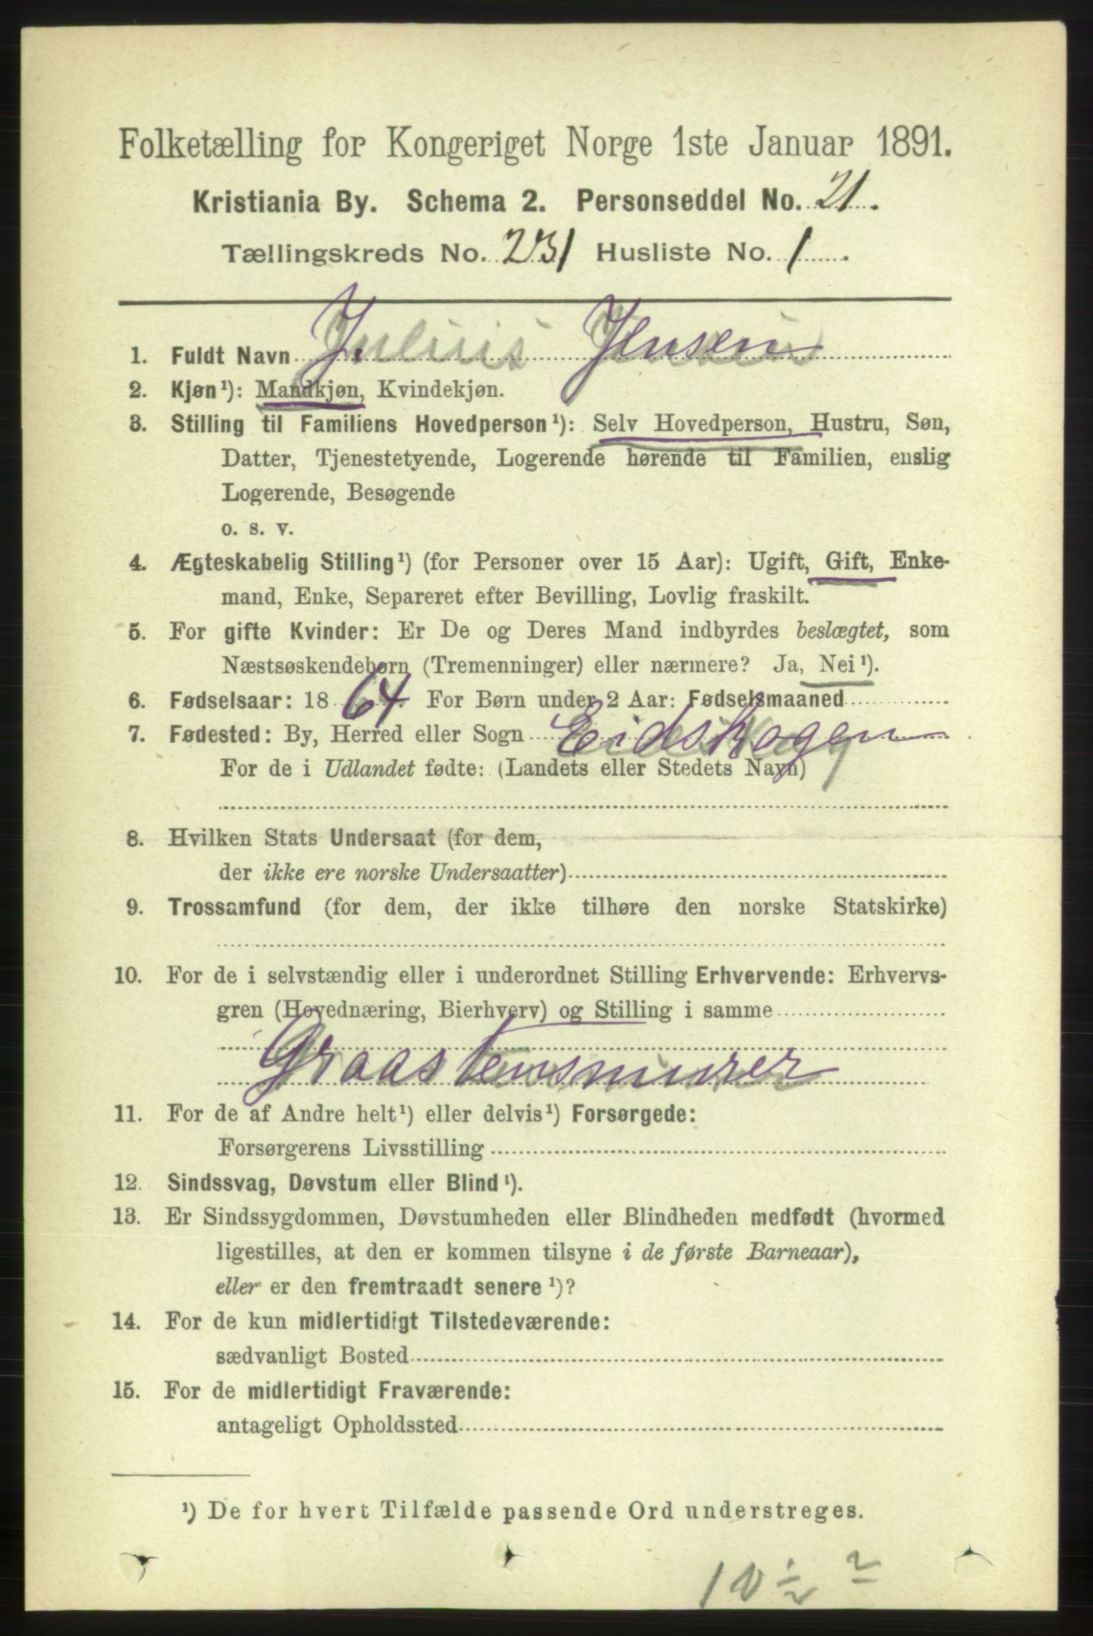 Folketælling for Kongeriget Norge 1ste Januar 1891.
Kristiania By. Schema 2. Personseddel No. 21.
Tællingskreds No. 231 Husliste No. 1.
1. Fuldt Navn Julius Jensen
2. Kjøn¹): Mandkjøn, Kvindekjøn.
3. Stilling til Familiens Hovedperson¹): Selv Hovedperson, Hustru, Søn,
Datter, Tjenestetyende, Logerende hørende til Familien, enslig
Logerende, Besøgende
o. s. v.
4. Ægteskabelig Stilling¹) (for Personer over 15 Aar): Ugift, Gift, Enke-
mand, Enke, Separeret efter Bevilling, Lovlig fraskilt.
5. For gifte Kvinder: Er De og Deres Mand indbyrdes beslægtet, som
Næstsøskendebørn (Tremenninger) eller nærmere? Ja, Nei¹).
6. Fødselsaar: 1864. For Børn under 2 Aar: Fødselsmaaned
7. Fødested: By, Herred eller Sogn Eidskogen
For de i Udlandet fødte: (Landets eller Stedets Navn)
8. Hvilken Stats Undersaat (for dem,
der ikke ere norske Undersaatter)
9. Trossamfund (for dem, der ikke tilhøre den norske Statskirke)
10. For de i selvstændig eller i underordnet Stilling Erhvervende: Erhvervs-
gren (Hovednæring, Bierhverv) og Stilling i samme
Graastensmurer
11. For de af Andre helt¹) eller delvis¹) Forsørgede:
Forsørgerens Livsstilling
12. Sindssvag, Døvstum eller Blind¹).
13. Er Sindssygdommen, Døvstumheden eller Blindheden medfødt (hvormed
ligestilles, at den er kommen tilsyne i de første Barneaar),
eller er den fremtraadt senere¹)?
14. For de kun midlertidigt Tilstedeværende:
sædvanligt Bosted
15. For de midlertidigt Fraværende:
antageligt Opholdssted
¹) De for hvert Tilfælde passende Ord understreges.